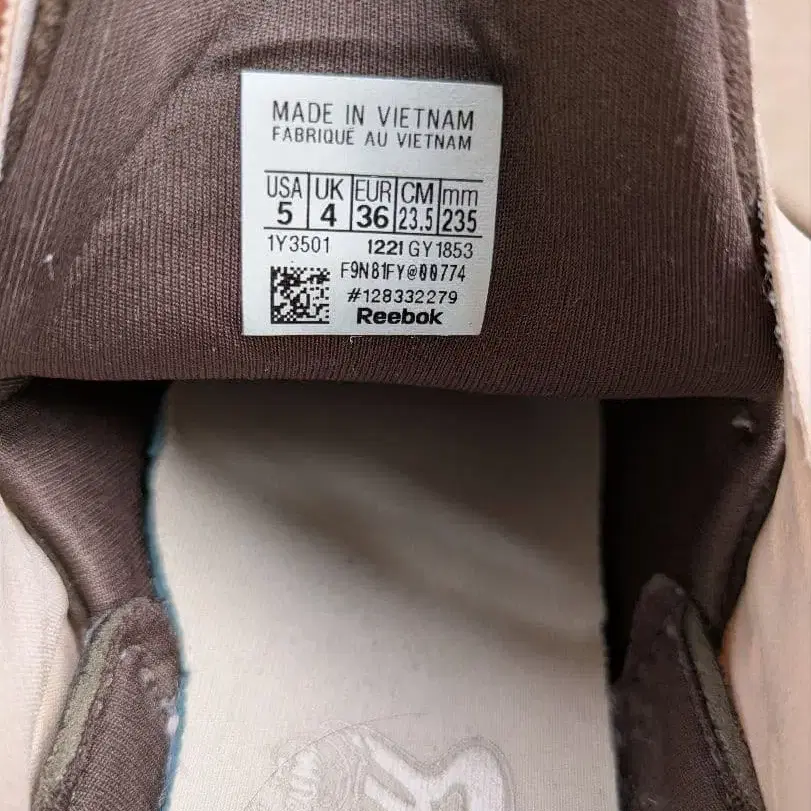 MADE IN VIETNAM
FABRIQUÉ AU VIETNAM
USA UK EUR CM mm
5 4 36 23.5 235
1Y3501 1221 GY1853
F9N81FY@00774
#128332279
Reebok